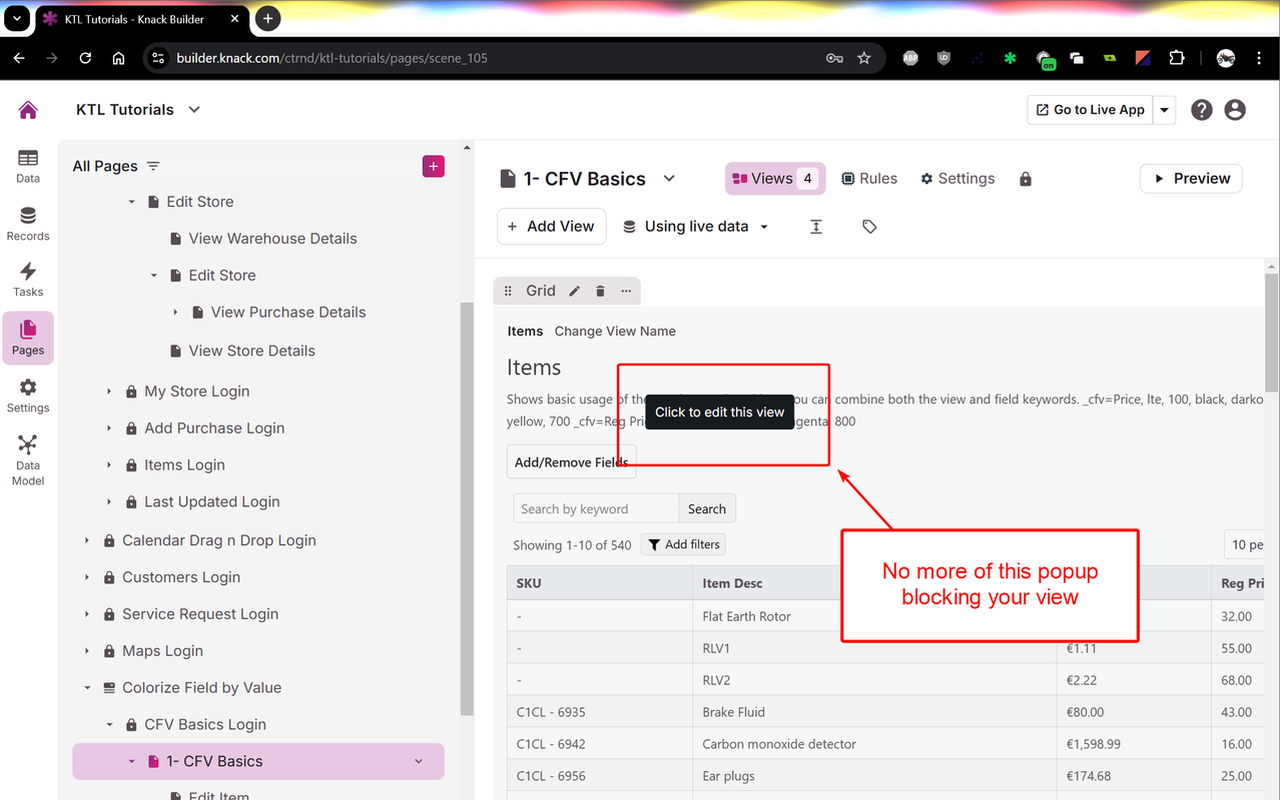 KTL Tutorials - Knack Builder
builder.knack.com/ctrnd/ktl-tutorials/pages/scene_105
ABP
on
KTL Tutorials
Go to Live App
Data
Records
Tasks
Pages
Settings
Data
Model
All Pages
Edit Store
View Warehouse Details
Edit Store
View Purchase Details
View Store Details
My Store Login
Add Purchase Login
Items Login
Last Updated Login
Calendar Drag n Drop Login
Customers Login
Service Request Login
Maps Login
Colorize Field by Value
CFV Basics Login
1- CFV Basics
Edit Item
1- CFV Basics
Views 4
Rules
Settings
Preview
+ Add View
Using live data
Grid
Items Change View Name
Items
Shows basic usage of the you can combine both the view and field keywords. _cfv=Price, lte, 100, black, darko
yellow, 700 _cfv=Reg Pri 800
Click to edit this view
Add/Remove Fields
Search by keyword
Search
Showing 1-10 of 540
Add filters
10 pe
No more of this popup
blocking your view
SKU Item Desc Reg Pri
- Flat Earth Rotor 32.00
- RLV1 €1.11 55.00
- RLV2 €2.22 68.00
C1CL - 6935 Brake Fluid €80.00 43.00
C1CL - 6942 Carbon monoxide detector €1,598.99 16.00
C1CL - 6956 Ear plugs €174.68 25.00